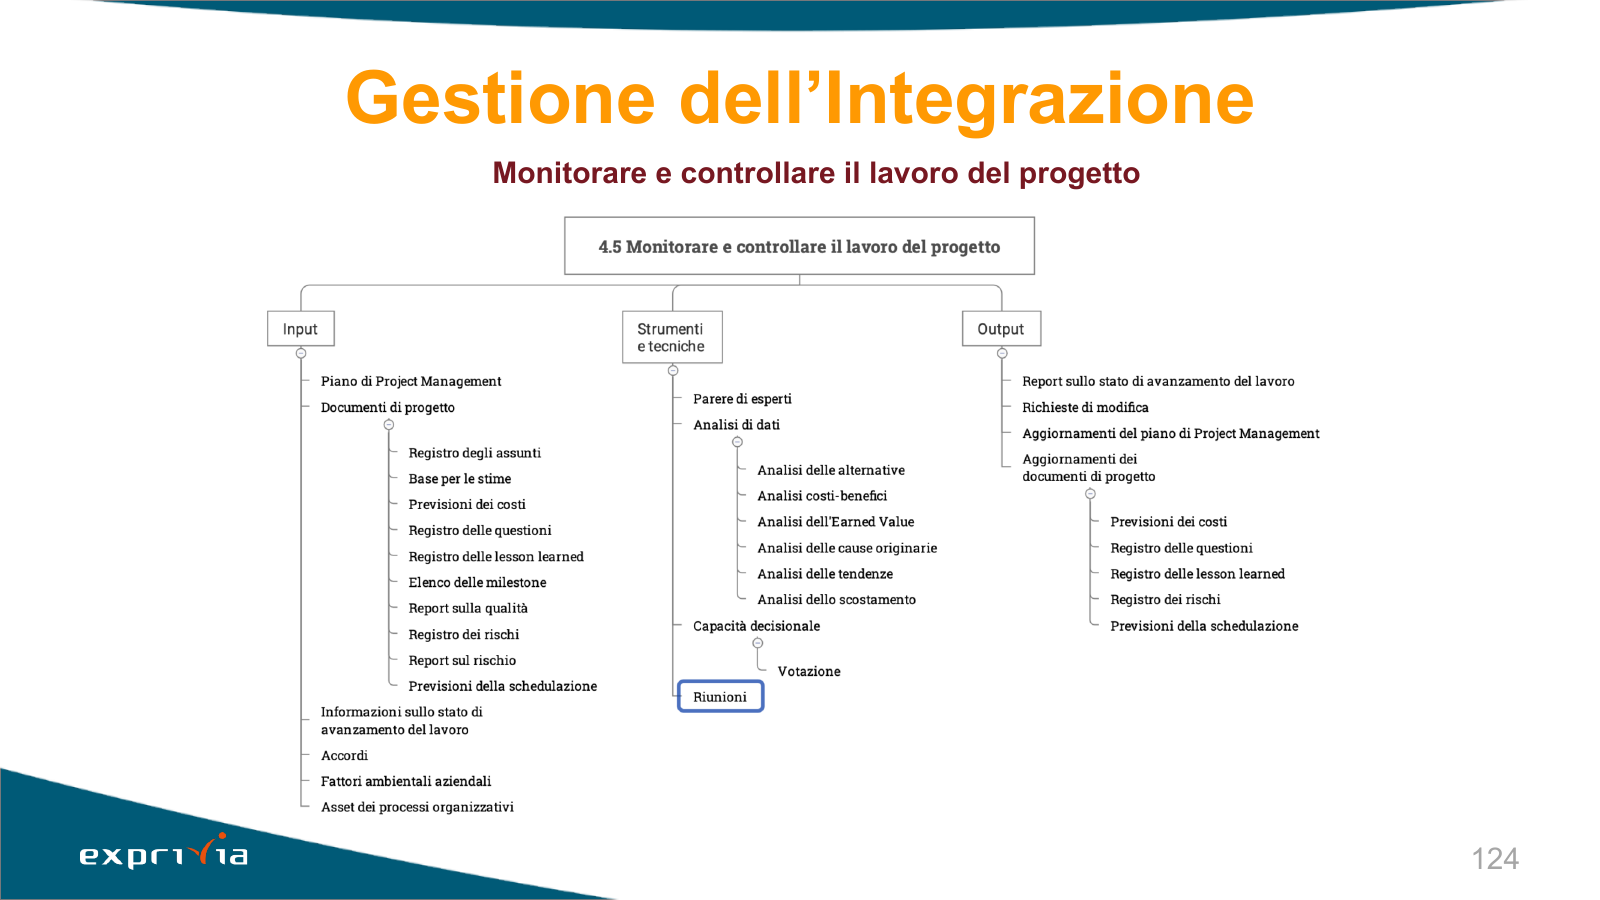 Gestione dell’Integrazione
Monitorare e controllare il lavoro del progetto
4.5 Monitorare e controllare il lavoro del progetto
Input
Piano di Project Management
Documenti di progetto
Registro degli assunti
Base per le stime
Previsioni dei costi
Registro delle questioni
Registro delle lesson learned
Elenco delle milestone
Report sulla qualità
Registro dei rischi
Report sul rischio
Previsioni della schedulazione
Informazioni sullo stato di
avanzamento del lavoro
Accordi
Fattori ambientali aziendali
Asset dei processi organizzativi
Strumenti
e tecniche
Parere di esperti
Analisi di dati
Analisi delle alternative
Analisi costi-benefici
Analisi dell'Earned Value
Analisi delle cause originarie
Analisi delle tendenze
Analisi dello scostamento
Capacità decisionale
Votazione
Riunioni
Output
Report sullo stato di avanzamento del lavoro
Richieste di modifica
Aggiornamenti del piano di Project Management
Aggiornamenti dei
documenti di progetto
Previsioni dei costi
Registro delle questioni
Registro delle lesson learned
Registro dei rischi
Previsioni della schedulazione
exprivia
124